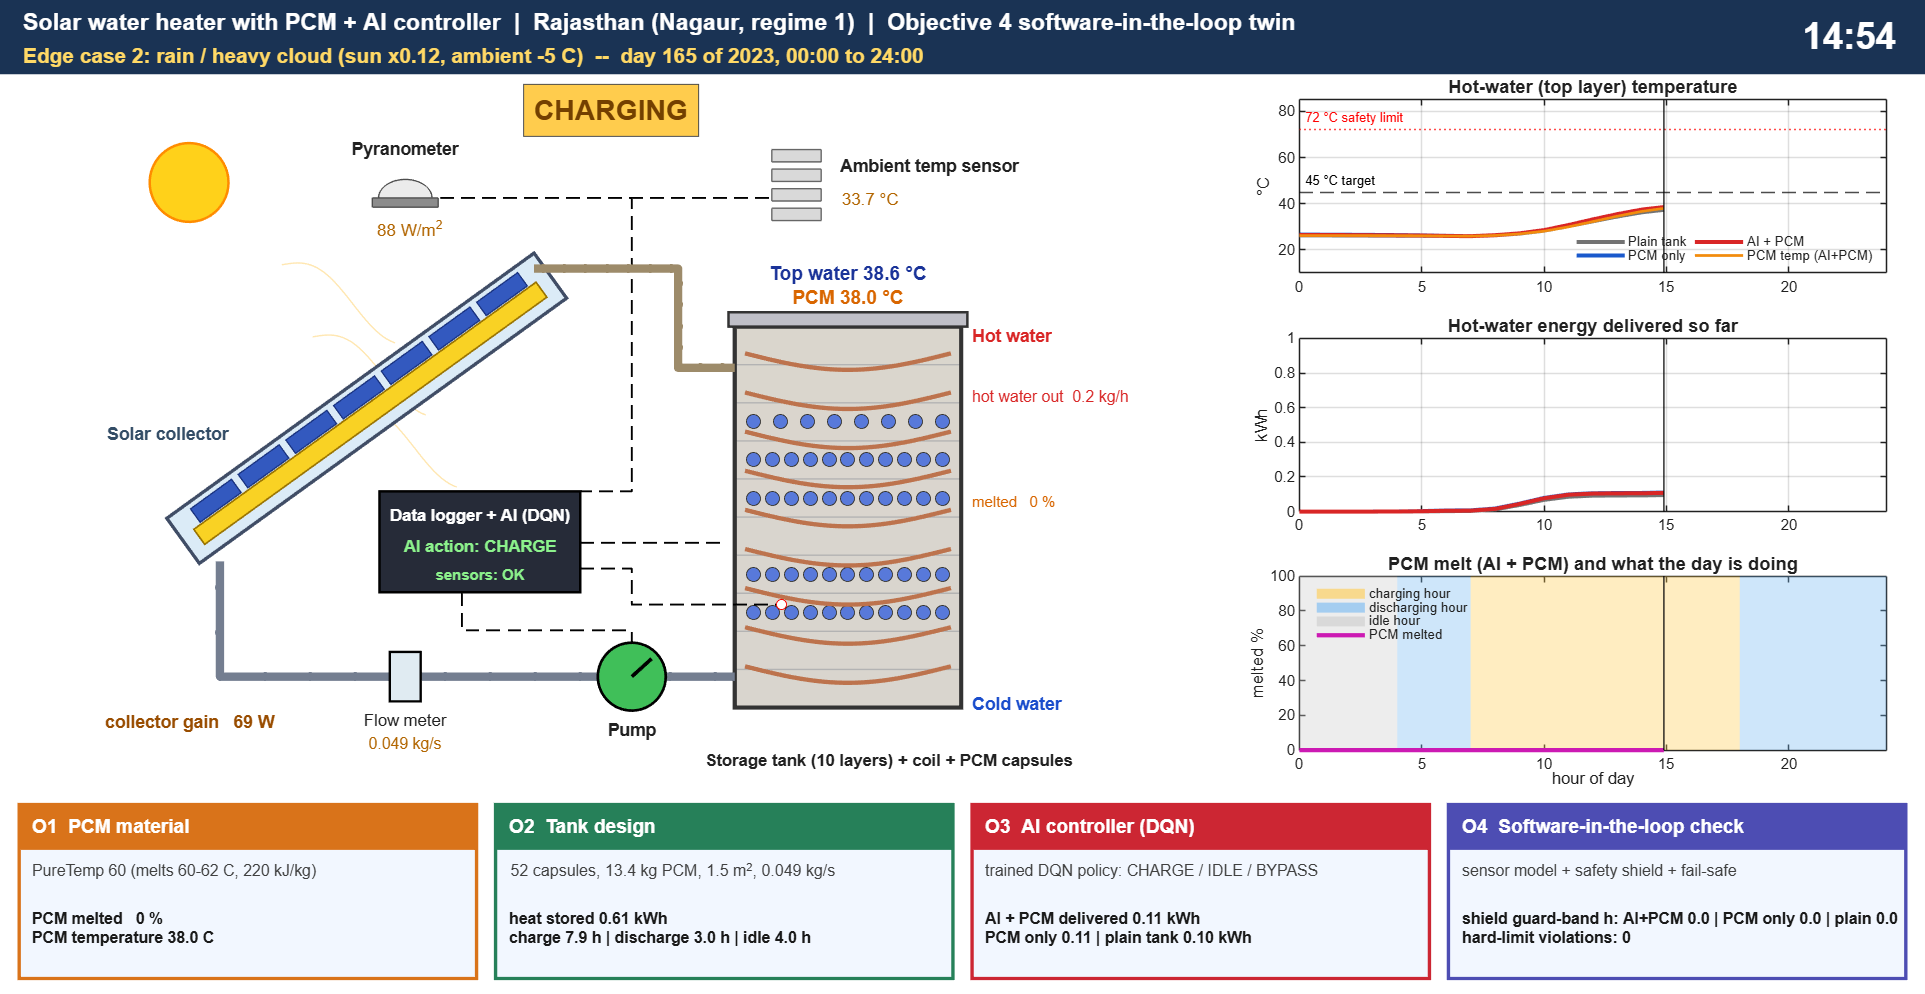 Solar water heater with PCM + AI controller | Rajasthan (Nagaur, regime 1) | Objective 4 software-in-the-loop twin
Edge case 2: rain / heavy cloud (sun x0.12, ambient -5 C) -- day 165 of 2023, 00:00 to 24:00
14:54
CHARGING
Pyranometer
88 W/m²
Ambient temp sensor
33.7 °C
Top water 38.6 °C
PCM 38.0 °C
Hot water
hot water out 0.2 kg/h
melted 0 %
Cold water
Solar collector
Data logger + AI (DQN)
AI action: CHARGE
sensors: OK
collector gain 69 W
Flow meter
0.049 kg/s
Pump
Storage tank (10 layers) + coil + PCM capsules
Hot-water (top layer) temperature
°C
80
60
40
20
72 °C safety limit
45 °C target
Plain tank
AI + PCM
PCM only
PCM temp (AI+PCM)
0 5 10 15 20
Hot-water energy delivered so far
kWh
1
0.8
0.6
0.4
0.2
0
0 5 10 15 20
PCM melt (AI + PCM) and what the day is doing
melted %
100
80
60
40
20
0
charging hour
discharging hour
idle hour
PCM melted
0 5 10 15 20
hour of day
O1 PCM material
PureTemp 60 (melts 60-62 C, 220 kJ/kg)
PCM melted 0 %
PCM temperature 38.0 C
O2 Tank design
52 capsules, 13.4 kg PCM, 1.5 m², 0.049 kg/s
heat stored 0.61 kWh
charge 7.9 h | discharge 3.0 h | idle 4.0 h
O3 AI controller (DQN)
trained DQN policy: CHARGE / IDLE / BYPASS
AI + PCM delivered 0.11 kWh
PCM only 0.11 | plain tank 0.10 kWh
O4 Software-in-the-loop check
sensor model + safety shield + fail-safe
shield guard-band h: AI+PCM 0.0 | PCM only 0.0 | plain 0.0
hard-limit violations: 0